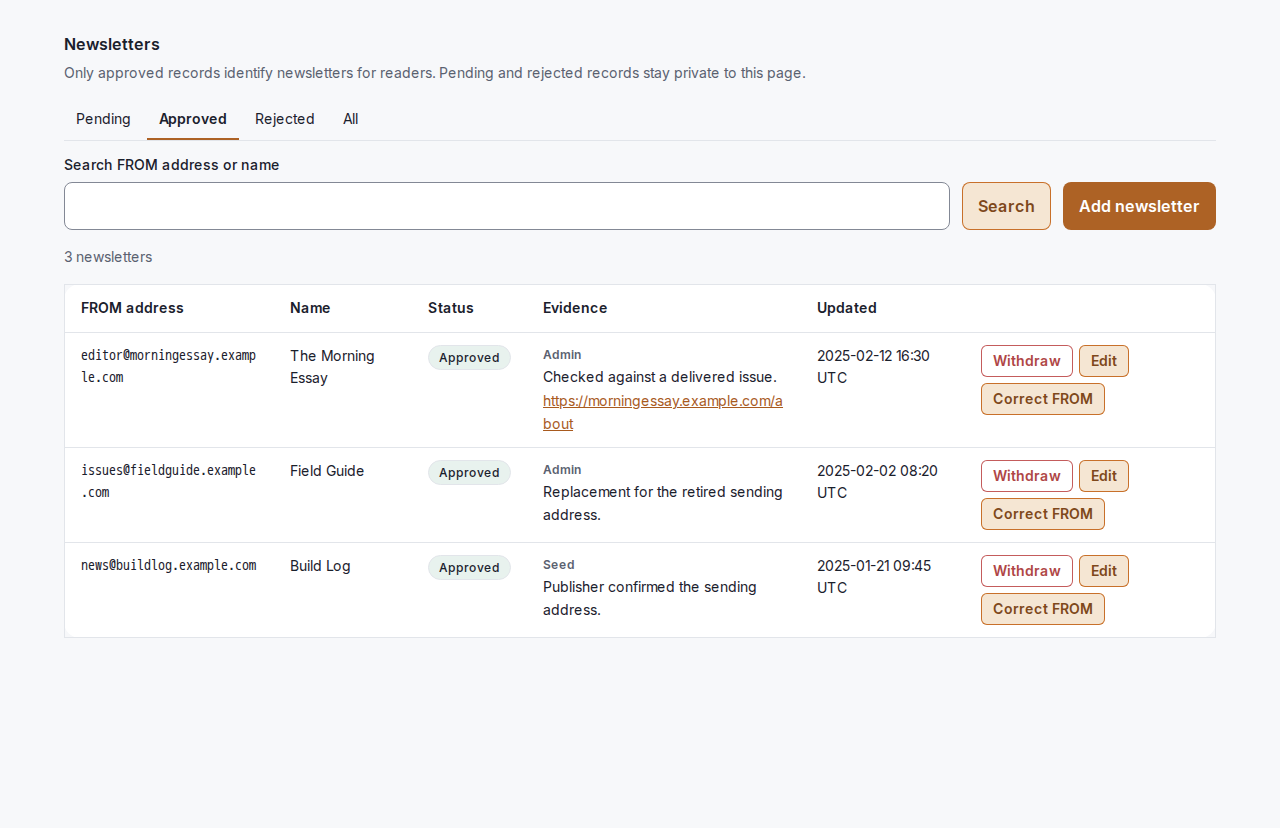 Newsletters
Only approved records identify newsletters for readers. Pending and rejected records stay private to this page.
Pending Approved Rejected All
Search FROM address or name
Search Add newsletter
3 newsletters
FROM address Name Status Evidence Updated
editor@morningessay.examp
le.com
The Morning
Essay
Approved
Admin
Checked against a delivered issue.
https://morningessay.example.com/a
bout
2025-02-12 16:30
UTC
Withdraw Edit
Correct FROM
issues@fieldguide.example
.com
Field Guide
Approved
Admin
Replacement for the retired sending
address.
2025-02-02 08:20
UTC
Withdraw Edit
Correct FROM
news@buildlog.example.com
Build Log
Approved
Seed
Publisher confirmed the sending
address.
2025-01-21 09:45
UTC
Withdraw Edit
Correct FROM